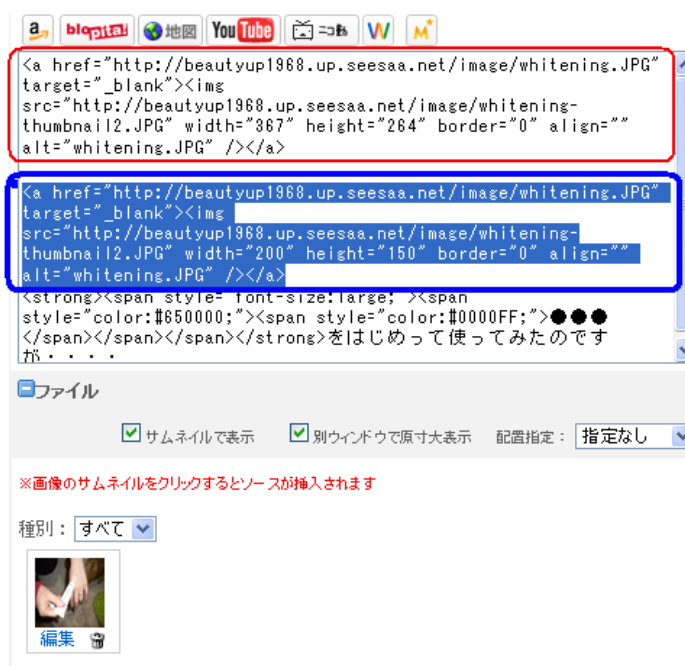 a blogzital 地図 You Tube ニコ動 W M
<a href="http://beautyup1968.up.seesaa.net/image/whitening.JPG"
target="_blank"><img
src="http://beautyup1968.up.seesaa.net/image/whitening-
thumbnail2.JPG" width="367" height="264" border="0" align=""
alt="whitening.JPG" /></a>
<a href="http://beautyup1968.up.seesaa.net/image/whitening.JPG"
target="_blank"><img
src="http://beautyup1968.up.seesaa.net/image/whitening-
thumbnail2.JPG" width="200" height="150" border="0" align=""
alt="whitening.JPG" /></a>
<strong><span style="font-size:large;"><span
style="color:#650000;"><span style="color:#0000FF;">●●●
</span></span></span></strong>をはじめって使ってみたのです
が・・・・
ファイル
サムネイルで表示 別ウィンドウで原寸大表示 配置指定： 指定なし
※画像のサムネイルをクリックするとソースが挿入されます
種別： すべて
編集